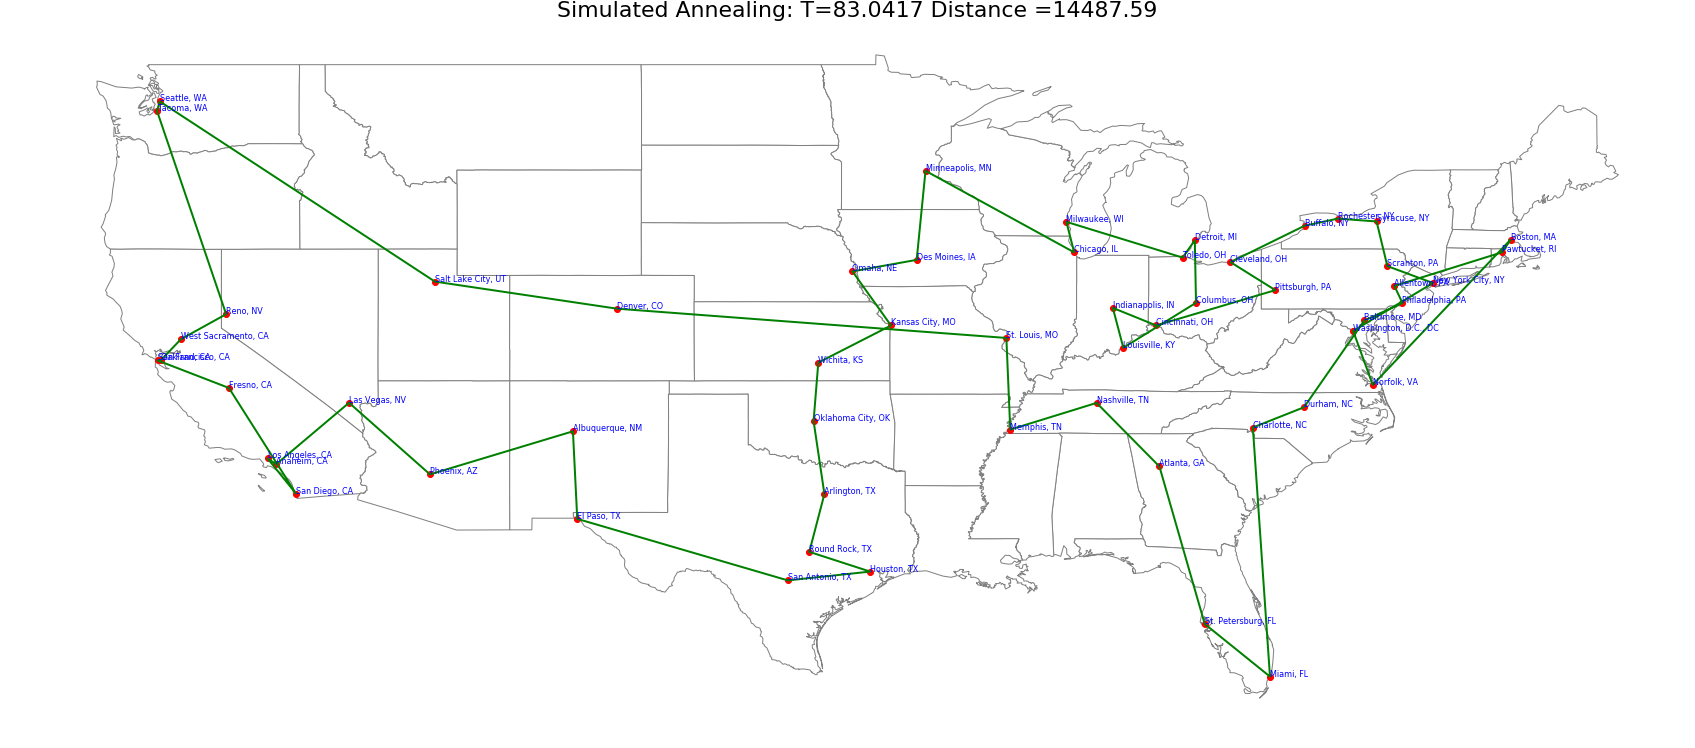 Simulated Annealing: T=83.0417 Distance =14487.59
Seattle, WA
Tacoma, WA
Minneapolis, MN
Milwaukee, WI
Rochester, NY
Syracuse, NY
Buffalo, NY
Detroit, MI
Boston, MA
Chicago, IL
Pawtucket, RI
Toledo, OH
Des Moines, IA
Cleveland, OH
Scranton, PA
Omaha, NE
Salt Lake City, UT
New York City, NY
Allentown, PA
Pittsburgh, PA
Philadelphia, PA
Columbus, OH
Denver, CO
Indianapolis, IN
Reno, NV
Baltimore, MD
Kansas City, MO
Cincinnati, OH
Washington, D.C. DC
West Sacramento, CA
St. Louis, MO
Louisville, KY
San Francisco, CA
Wichita, KS
Fresno, CA
Norfolk, VA
Las Vegas, NV
Nashville, TN
Durham, NC
Oklahoma City, OK
Charlotte, NC
Albuquerque, NM
Memphis, TN
Los Angeles, CA
Anaheim, CA
Atlanta, GA
Phoenix, AZ
San Diego, CA
Arlington, TX
El Paso, TX
Round Rock, TX
Houston, TX
San Antonio, TX
St. Petersburg, FL
Miami, FL